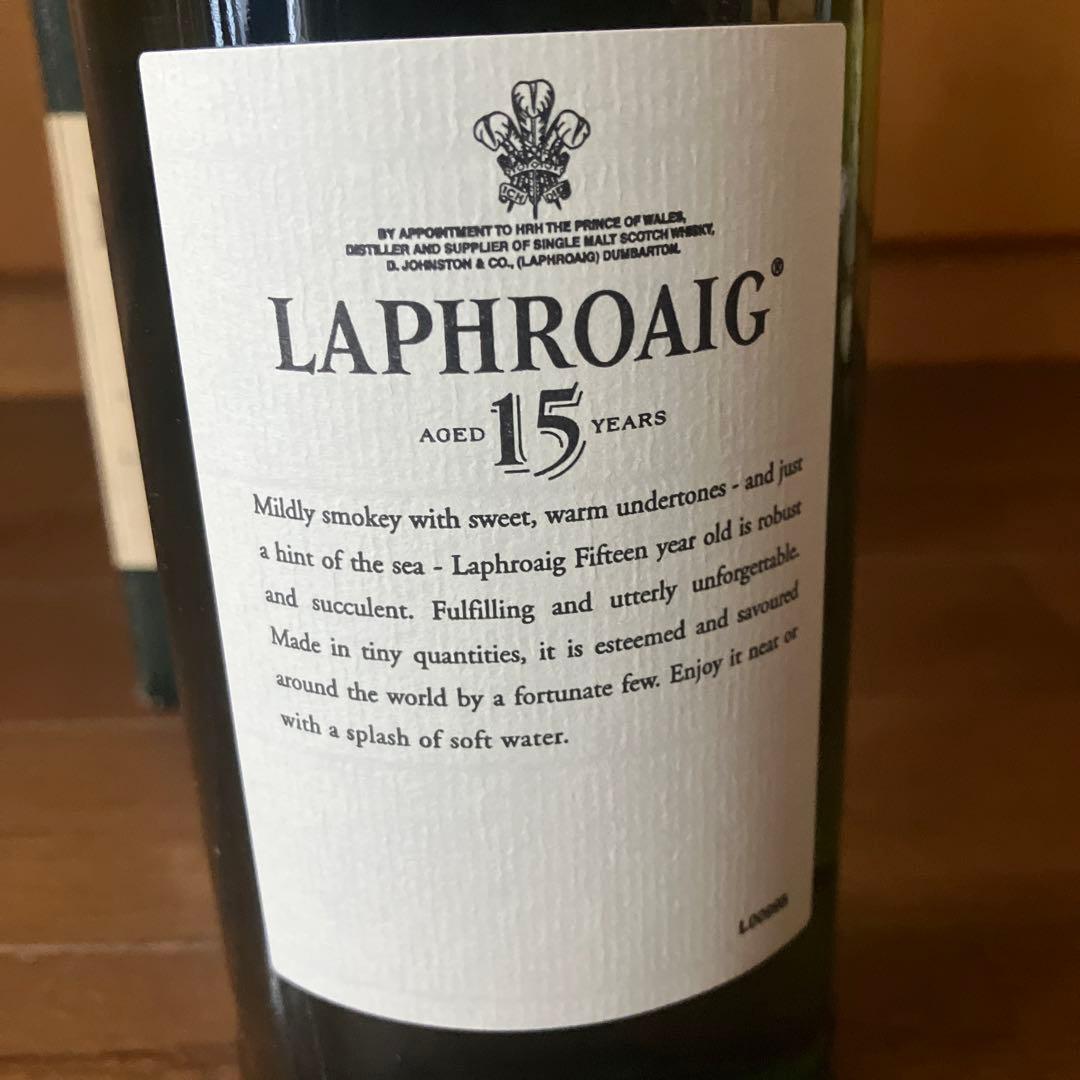 ICH DIEN
BY APPOINTMENT TO HRH THE PRINCE OF WALES,
DISTILLER AND SUPPLIER OF SINGLE MALT SCOTCH WHISKY,
D. JOHNSTON & CO., (LAPHROAIG) DUMBARTON.
LAPHROAIG®
AGED 15 YEARS
Mildly smokey with sweet, warm undertones - and just
a hint of the sea - Laphroaig Fifteen year old is robust
and succulent. Fulfilling and utterly unforgettable.
Made in tiny quantities, it is esteemed and savoured
around the world by a fortunate few. Enjoy it neat or
with a splash of soft water.